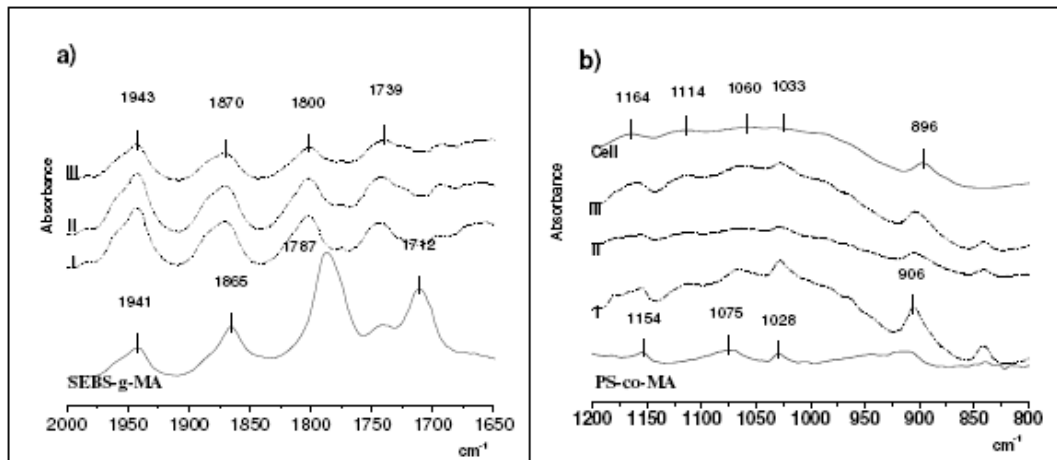 a)
1943
1870
1800
1739
III
II
I
1787
1712
1865
1941
SEBS-g-MA
Absorbance
2000
1950
1900
1850
1800
1750
1700
1650
cm⁻¹
b)
1164
1114
1060
1033
896
Cell
III
II
906
I
1154
1075
1028
PS-co-MA
Absorbance
1200
1150
1100
1050
1000
950
900
850
800
cm⁻¹